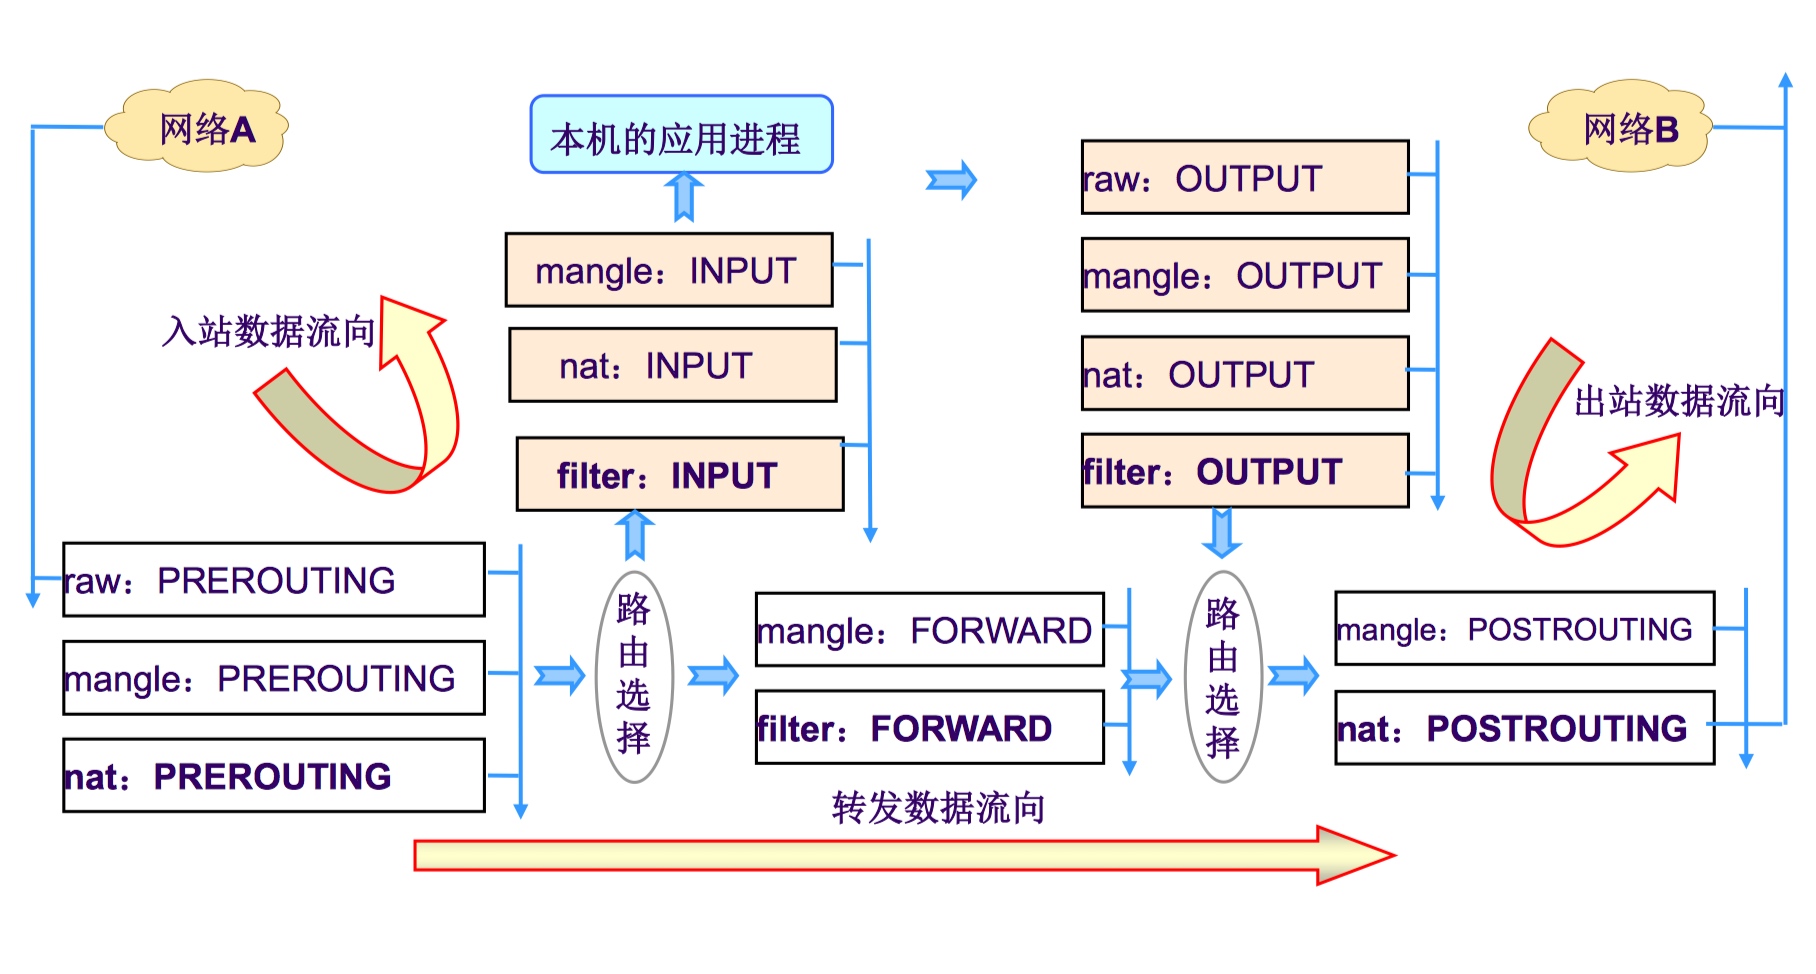 网络A
本机的应用进程
网络B
raw：OUTPUT
mangle：INPUT
mangle：OUTPUT
入站数据流向
nat：INPUT
nat：OUTPUT
出站数据流向
filter：INPUT
filter：OUTPUT
raw：PREROUTING
mangle：PREROUTING
nat：PREROUTING
路由选择
mangle：FORWARD
filter：FORWARD
路由选择
mangle：POSTROUTING
nat：POSTROUTING
转发数据流向